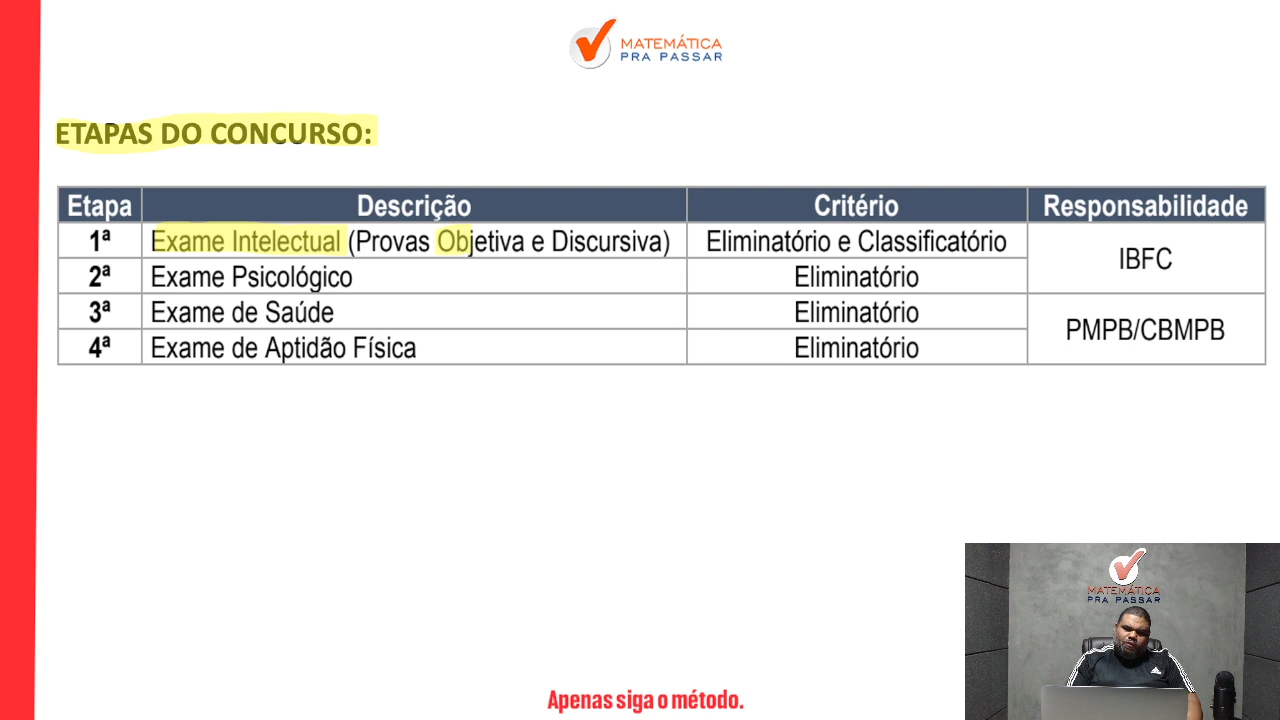 MATEMÁTICA
PRA PASSAR
ETAPAS DO CONCURSO:
Etapa Descrição Critério Responsabilidade
1ª Exame Intelectual (Provas Objetiva e Discursiva) Eliminatório e Classificatório IBFC
2ª Exame Psicológico Eliminatório
3ª Exame de Saúde Eliminatório PMPB/CBMPB
4ª Exame de Aptidão Física Eliminatório
MATEMÁTICA
PRA PASSAR
Apenas siga o método.